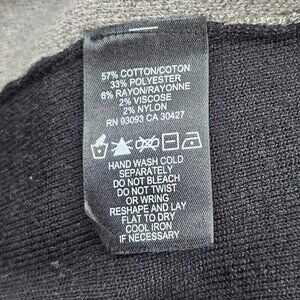 57% COTTON/COTON
33% POLYESTER
6% RAYON/RAYONNE
2% VISCOSE
2% NYLON
RN 93093 CA 30427
HAND WASH COLD
SEPARATELY
DO NOT BLEACH
DO NOT TWIST
OR WRING
RESHAPE AND LAY
FLAT TO DRY
COOL IRON
IF NECESSARY